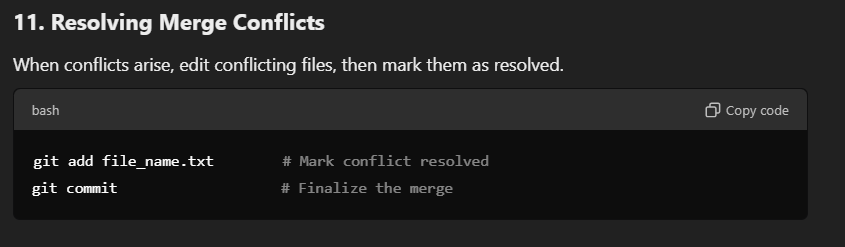 11. Resolving Merge Conflicts
When conflicts arise, edit conflicting files, then mark them as resolved.
bash
Copy code
git add file_name.txt # Mark conflict resolved
git commit # Finalize the merge